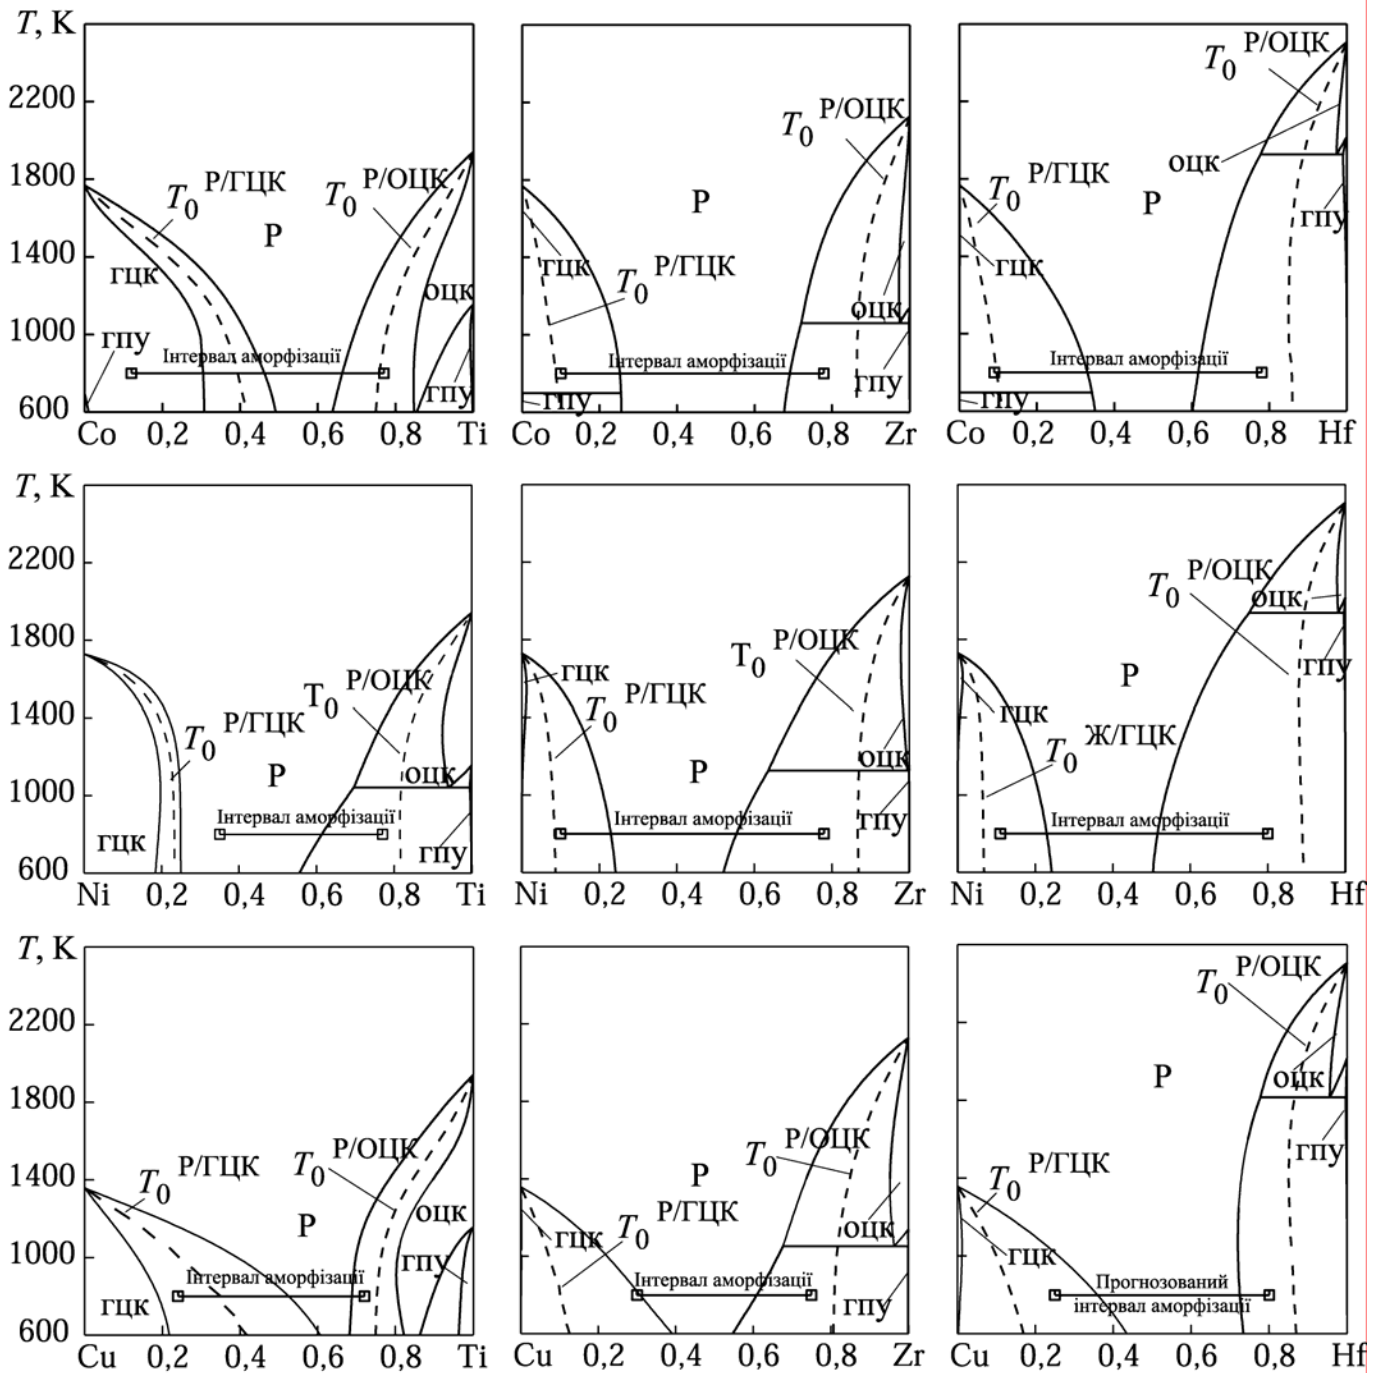 T, K
2200
1800
1400
1000
600
T₀ Р/ГЦК
T₀ Р/ОЦК
Р
ГЦК
ОЦК
ГПУ
Інтервал аморфізації
ГПУ
Co 0,2 0,4 0,6 0,8 Ti
T₀ Р/ОЦК
Р
ГЦК
T₀ Р/ГЦК
ОЦК
Інтервал аморфізації
ГПУ
ГПУ
Co 0,2 0,4 0,6 0,8 Zr
T₀ Р/ОЦК
ОЦК
T₀ Р/ГЦК
Р
ГПУ
ГЦК
Інтервал аморфізації
ГПУ
Co 0,2 0,4 0,6 0,8 Hf
T, K
2200
1800
1400
1000
600
T₀ Р/ОЦК
T₀ Р/ГЦК
Р
ОЦК
Інтервал аморфізації
ГЦК
ГПУ
Ni 0,2 0,4 0,6 0,8 Ti
T₀ Р/ОЦК
ГЦК
T₀ Р/ГЦК
Р
ОЦК
Інтервал аморфізації
ГПУ
Ni 0,2 0,4 0,6 0,8 Zr
T₀ Р/ОЦК
ОЦК
Р
ГПУ
ГЦК
T₀ Ж/ГЦК
Інтервал аморфізації
Ni 0,2 0,4 0,6 0,8 Hf
T, K
2200
1800
1400
1000
600
T₀ Р/ГЦК
T₀ Р/ОЦК
Р
ОЦК
ГПУ
Інтервал аморфізації
ГЦК
Cu 0,2 0,4 0,6 0,8 Ti
T₀ Р/ОЦК
Р
T₀ Р/ГЦК
ГЦК
ОЦК
Інтервал аморфізації
ГПУ
Cu 0,2 0,4 0,6 0,8 Zr
T₀ Р/ОЦК
Р
ОЦК
ГПУ
T₀ Р/ГЦК
ГЦК
Прогнозований
інтервал аморфізації
Cu 0,2 0,4 0,6 0,8 Hf